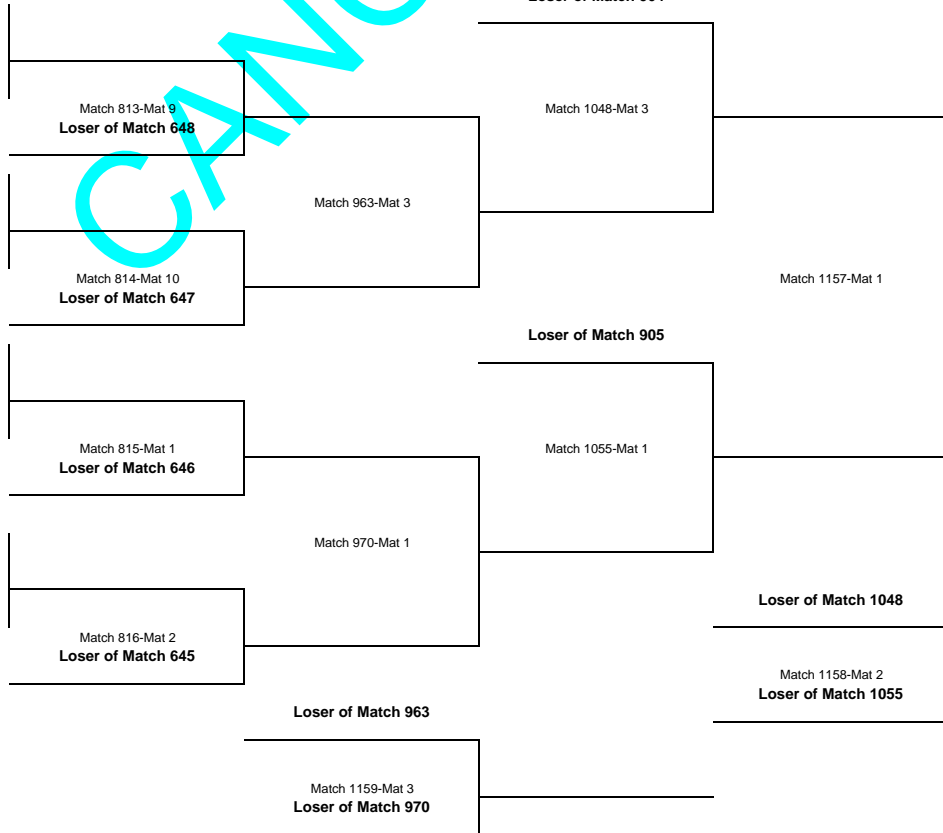 Match 813-Mat 9
Loser of Match 648
Match 1048-Mat 3
Match 963-Mat 3
Match 814-Mat 10
Loser of Match 647
Match 1157-Mat 1
Loser of Match 905
Match 815-Mat 1
Loser of Match 646
Match 1055-Mat 1
Match 970-Mat 1
Loser of Match 1048
Match 816-Mat 2
Loser of Match 645
Match 1158-Mat 2
Loser of Match 1055
Loser of Match 963
Match 1159-Mat 3
Loser of Match 970